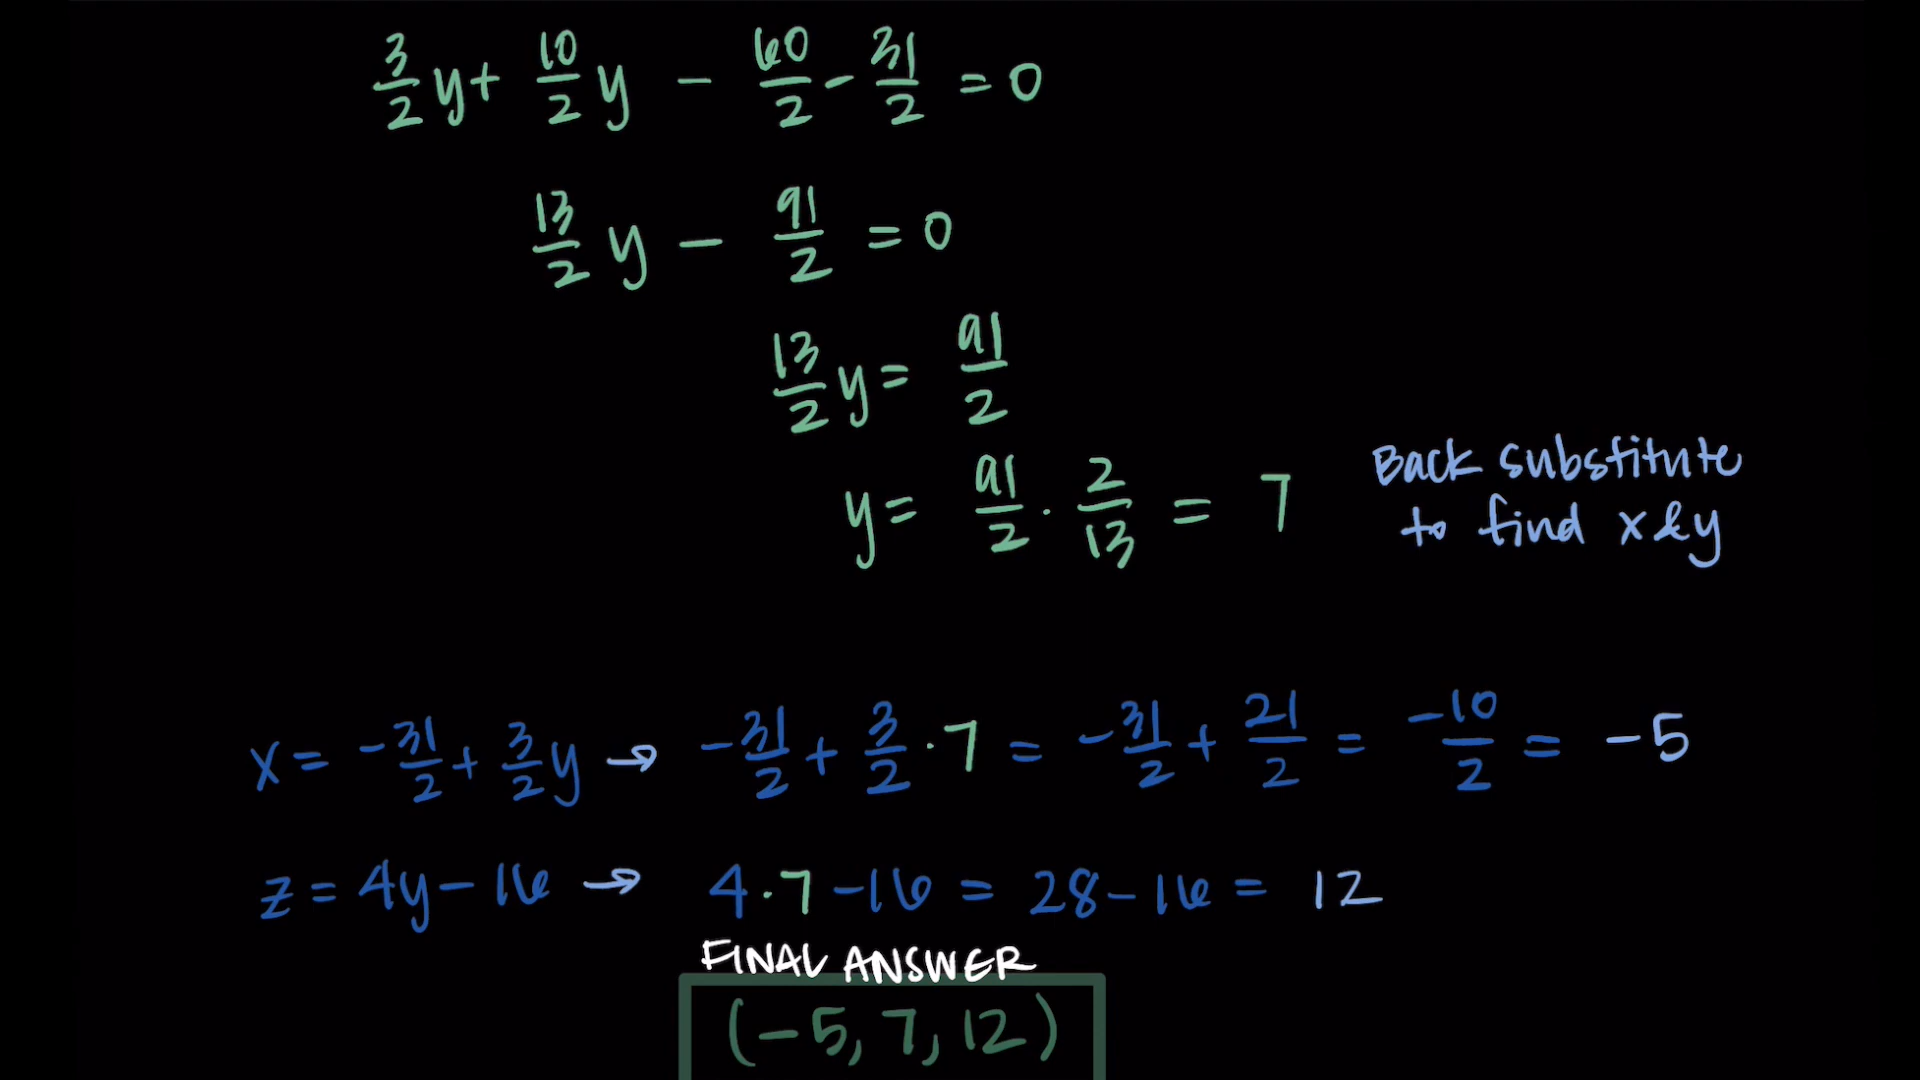 3/2 y + 10/2 y - 60/2 - 31/2 = 0
13/2 y - 91/2 = 0
13/2 y = 91/2
y = 91/2 · 2/13 = 7
Back substitute
to find x & y
x = -31/2 + 3/2 y → -31/2 + 3/2 · 7 = -31/2 + 21/2 = -10/2 = -5
z = 4y - 16 → 4 · 7 - 16 = 28 - 16 = 12
FINAL ANSWER
(-5, 7, 12)